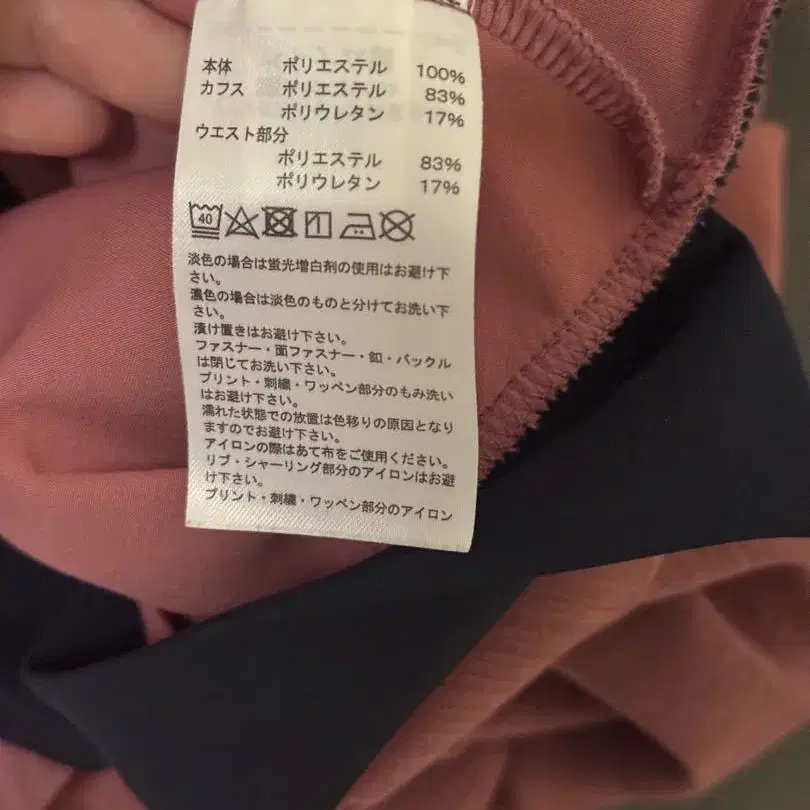 本体 ポリエステル 100%
カフス ポリエステル 83%
ポリウレタン 17%
ウエスト部分
ポリエステル 83%
ポリウレタン 17%
40
淡色の場合は蛍光増白剤の使用はお避け下
さい。
濃色の場合は淡色のものと分けてお洗い下
さい。
漬け置きはお避け下さい。
ファスナー・面ファスナー・釦・バックル
は閉じてお洗い下さい。
プリント・刺繍・ワッペン部分のもみ洗い
はお避け下さい。
濡れた状態での放置は色移りの原因となり
ますのでお避け下さい。
アイロンの際はあて布をご使用ください。
リブ・シャーリング部分のアイロンはお避
け下さい。
プリント・刺繍・ワッペン部分のアイロン